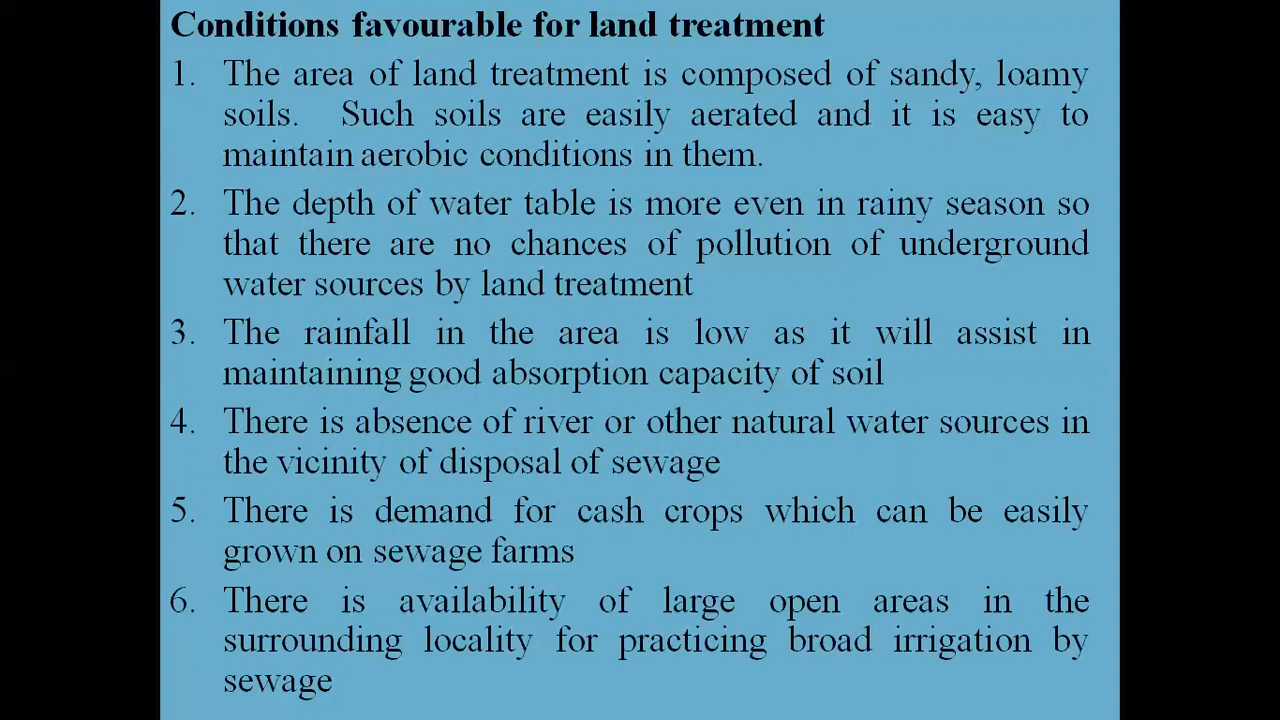 Conditions favourable for land treatment
1. The area of land treatment is composed of sandy, loamy
soils. Such soils are easily aerated and it is easy to
maintain aerobic conditions in them.
2. The depth of water table is more even in rainy season so
that there are no chances of pollution of underground
water sources by land treatment
3. The rainfall in the area is low as it will assist in
maintaining good absorption capacity of soil
4. There is absence of river or other natural water sources in
the vicinity of disposal of sewage
5. There is demand for cash crops which can be easily
grown on sewage farms
6. There is availability of large open areas in the
surrounding locality for practicing broad irrigation by
sewage